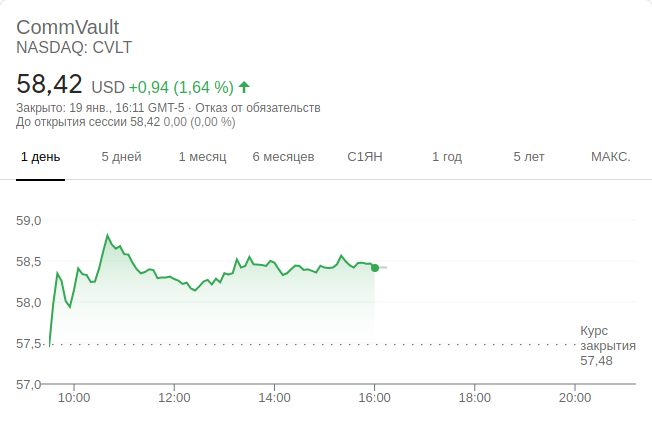 CommVault
NASDAQ: CVLT
58,42 USD +0,94 (1,64 %)
Закрыто: 19 янв., 16:11 GMT-5 · Отказ от обязательств
До открытия сессии 58,42 0,00 (0,00 %)
1 день 5 дней 1 месяц 6 месяцев С1ЯН 1 год 5 лет МАКС.
59,0
58,5
58,0
57,5
57,0
Курс
закрытия
57,48
10:00 12:00 14:00 16:00 18:00 20:00